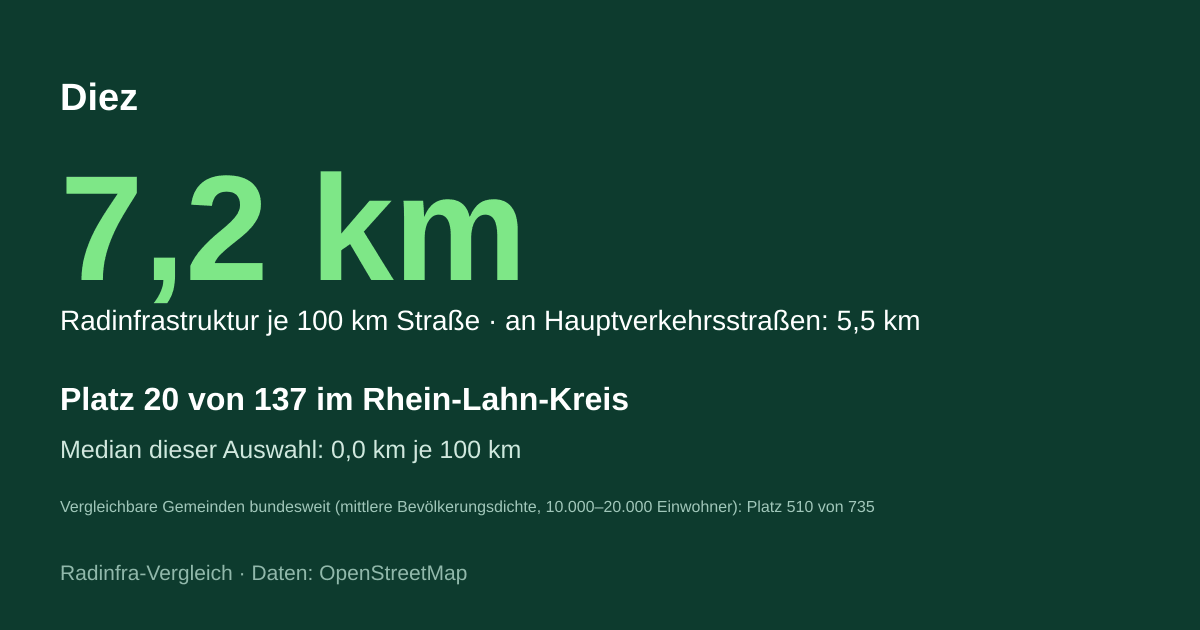 Diez
7,2 km
Radinfrastruktur je 100 km Straße · an Hauptverkehrsstraßen: 5,5 km
Platz 20 von 137 im Rhein-Lahn-Kreis
Median dieser Auswahl: 0,0 km je 100 km
Vergleichbare Gemeinden bundesweit (mittlere Bevölkerungsdichte, 10.000–20.000 Einwohner): Platz 510 von 735
Radinfra-Vergleich · Daten: OpenStreetMap